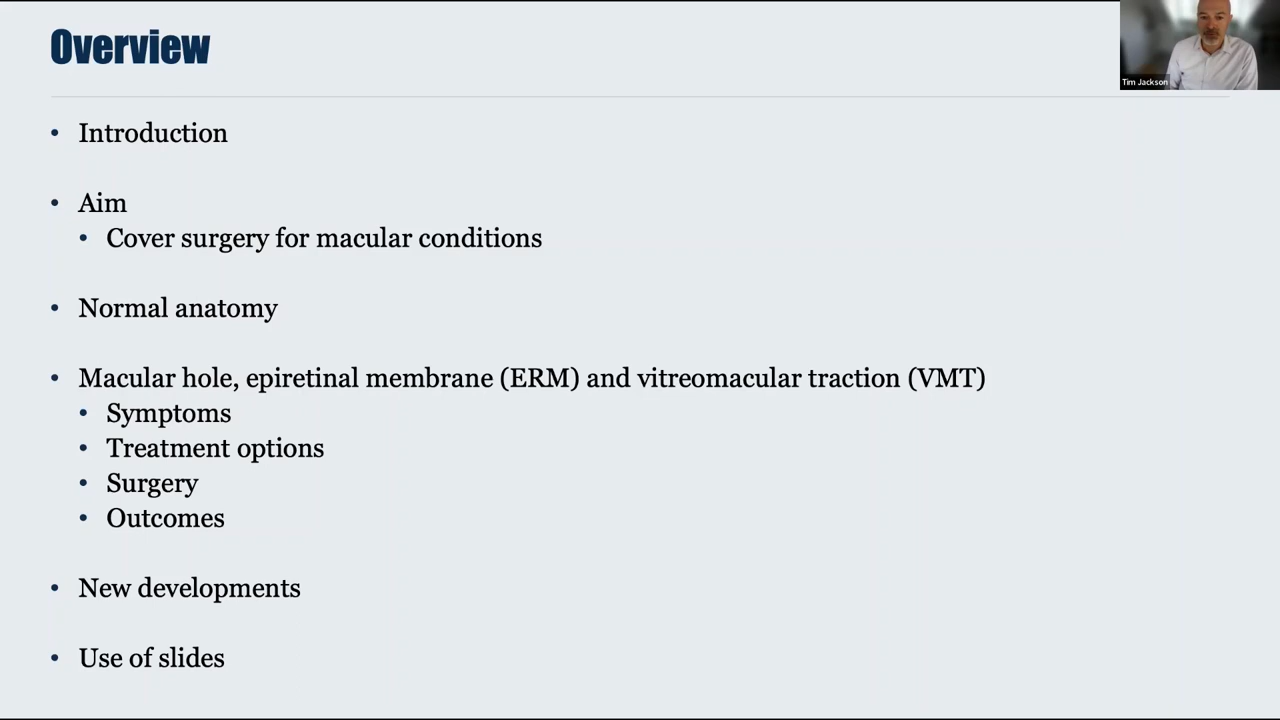 Overview
Tim Jackson
• Introduction
• Aim
• Cover surgery for macular conditions
• Normal anatomy
• Macular hole, epiretinal membrane (ERM) and vitreomacular traction (VMT)
• Symptoms
• Treatment options
• Surgery
• Outcomes
• New developments
• Use of slides